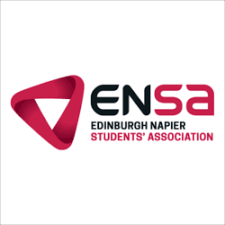 ENSA
EDINBURGH NAPIER
STUDENTS' ASSOCIATION